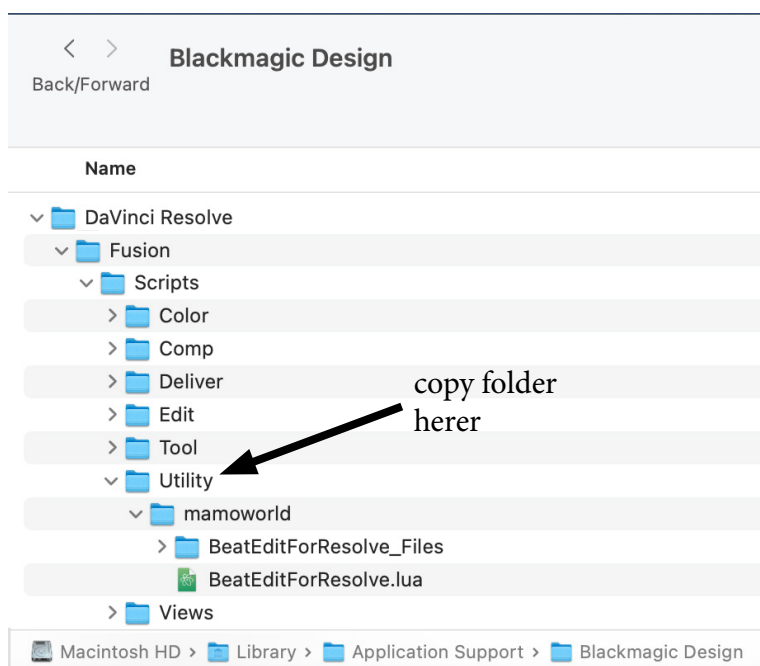 Blackmagic Design
Back/Forward
Name
DaVinci Resolve
Fusion
Scripts
Color
Comp
Deliver
copy folder
herer
Edit
Tool
Utility
mamoworld
BeatEditForResolve_Files
BeatEditForResolve.lua
Views
Macintosh HD › Library › Application Support › Blackmagic Design